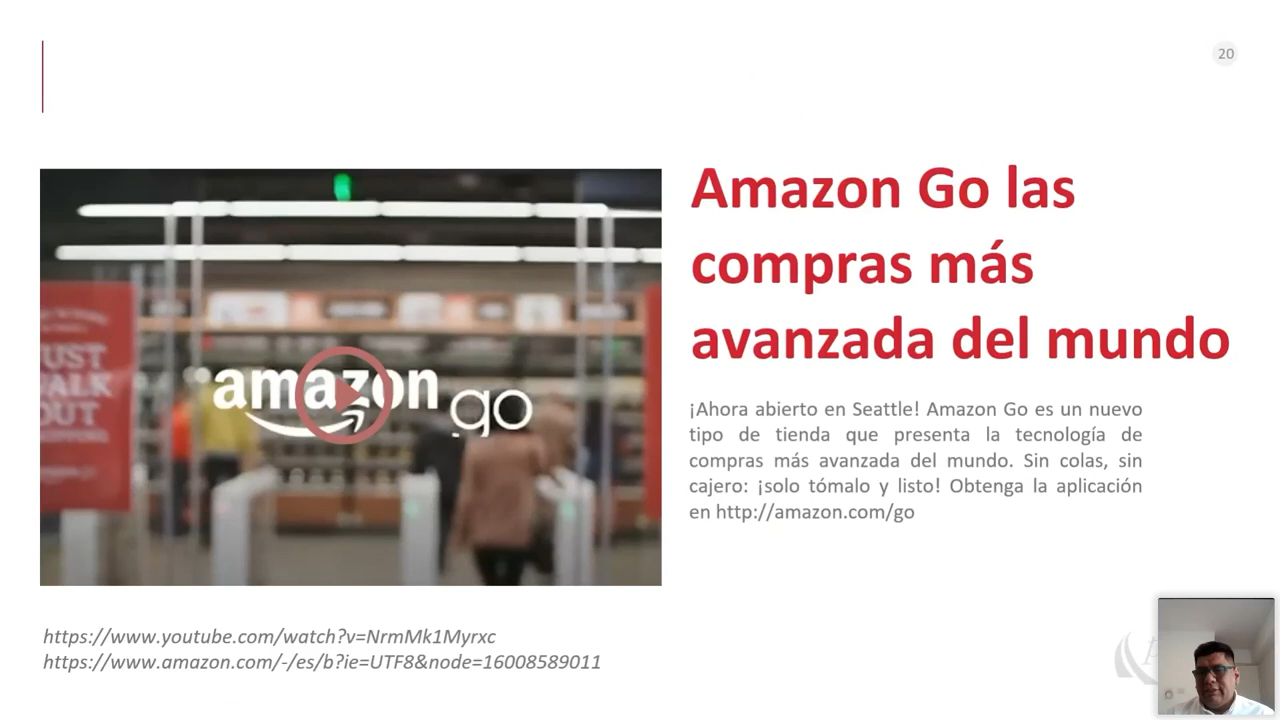 20
Amazon Go las
compras más
avanzada del mundo
UST
ALK
OUT
amazon go
¡Ahora abierto en Seattle! Amazon Go es un nuevo
tipo de tienda que presenta la tecnología de
compras más avanzada del mundo. Sin colas, sin
cajero: ¡solo tómalo y listo! Obtenga la aplicación
en http://amazon.com/go
https://www.youtube.com/watch?v=NrmMk1Myrxc
https://www.amazon.com/-/es/b?ie=UTF8&node=16008589011